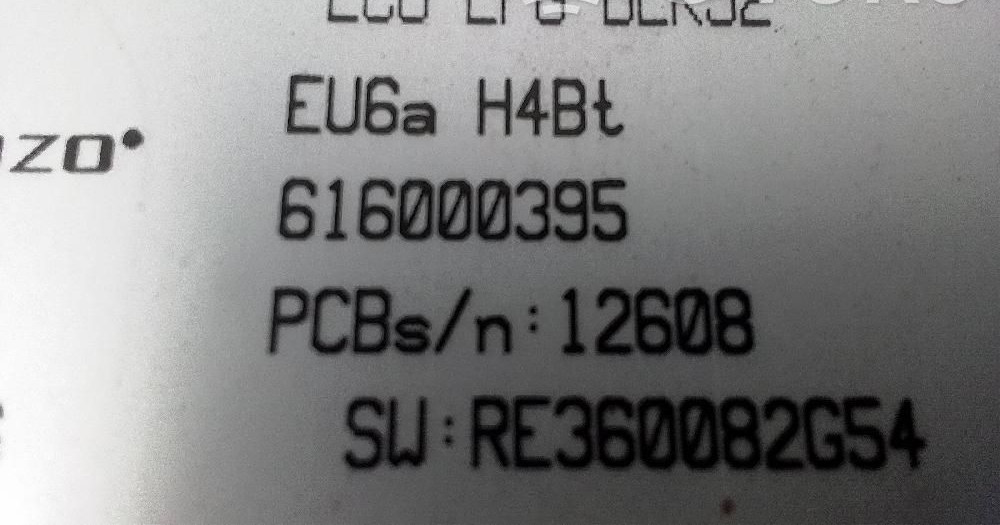 EU6a H4Bt
616000395
PCBs/n:12608
SW:RE360082G54